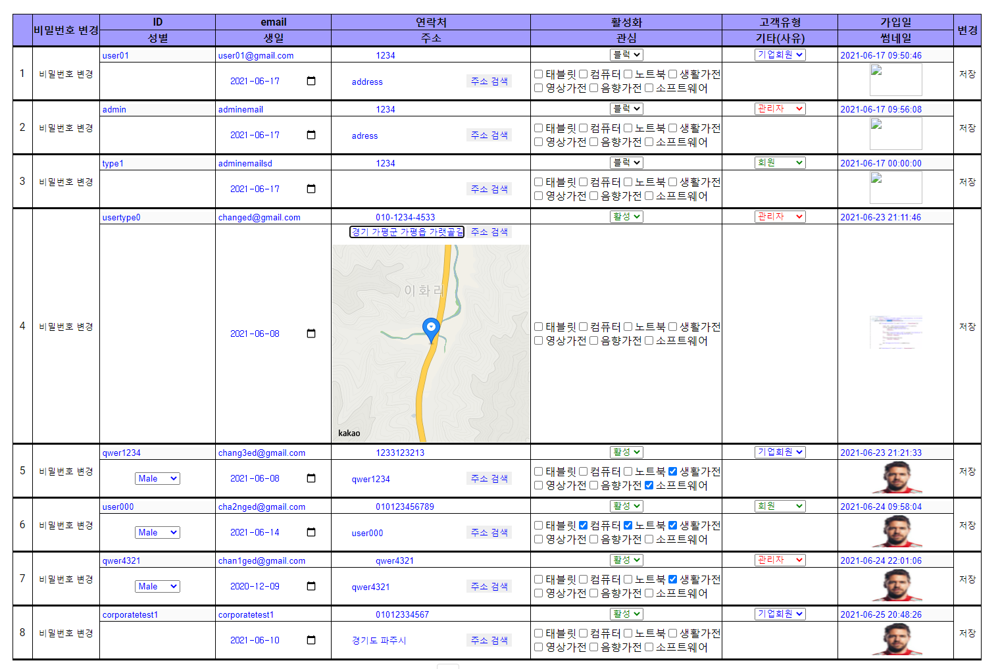 비밀번호 변경 ID email 연락처 활성화 고객유형 가입일 변경
성별 생일 주소 관심 기타(사유) 썸네일
1 비밀번호 변경 user01 user01@gmail.com 1234 블럭 기업회원 2021-06-17 09:50:46 저장
2021-06-17 address 주소 검색 태블릿 컴퓨터 노트북 생활가전
영상가전 음향가전 소프트웨어
2 비밀번호 변경 admin adminemail 1234 블럭 관리자 2021-06-17 09:56:08 저장
2021-06-17 adress 주소 검색 태블릿 컴퓨터 노트북 생활가전
영상가전 음향가전 소프트웨어
3 비밀번호 변경 type1 adminemailsd 1234 블럭 회원 2021-06-17 00:00:00 저장
2021-06-17 주소 검색 태블릿 컴퓨터 노트북 생활가전
영상가전 음향가전 소프트웨어
4 비밀번호 변경 usertype0 changed@gmail.com 010-1234-4533 활성 관리자 2021-06-23 21:11:46 저장
경기 가평군 가평읍 가랫골길 주소 검색
이화리
2021-06-08 태블릿 컴퓨터 노트북 생활가전
영상가전 음향가전 소프트웨어
kakao
5 비밀번호 변경 qwer1234 chang3ed@gmail.com 1233123213 활성 기업회원 2021-06-23 21:21:33 저장
Male 2021-06-08 qwer1234 주소 검색 태블릿 컴퓨터 노트북 생활가전
영상가전 음향가전 소프트웨어
6 비밀번호 변경 user000 cha2nged@gmail.com 010123456789 활성 회원 2021-06-24 09:58:04 저장
Male 2021-06-14 user000 주소 검색 태블릿 컴퓨터 노트북 생활가전
영상가전 음향가전 소프트웨어
7 비밀번호 변경 qwer4321 chan1ged@gmail.com qwer4321 활성 관리자 2021-06-24 22:01:06 저장
Male 2020-12-09 qwer4321 주소 검색 태블릿 컴퓨터 노트북 생활가전
영상가전 음향가전 소프트웨어
8 비밀번호 변경 corporatetest1 corporatetest1 01012334567 활성 기업회원 2021-06-25 20:48:26 저장
2021-06-10 경기도 파주시 주소 검색 태블릿 컴퓨터 노트북 생활가전
영상가전 음향가전 소프트웨어